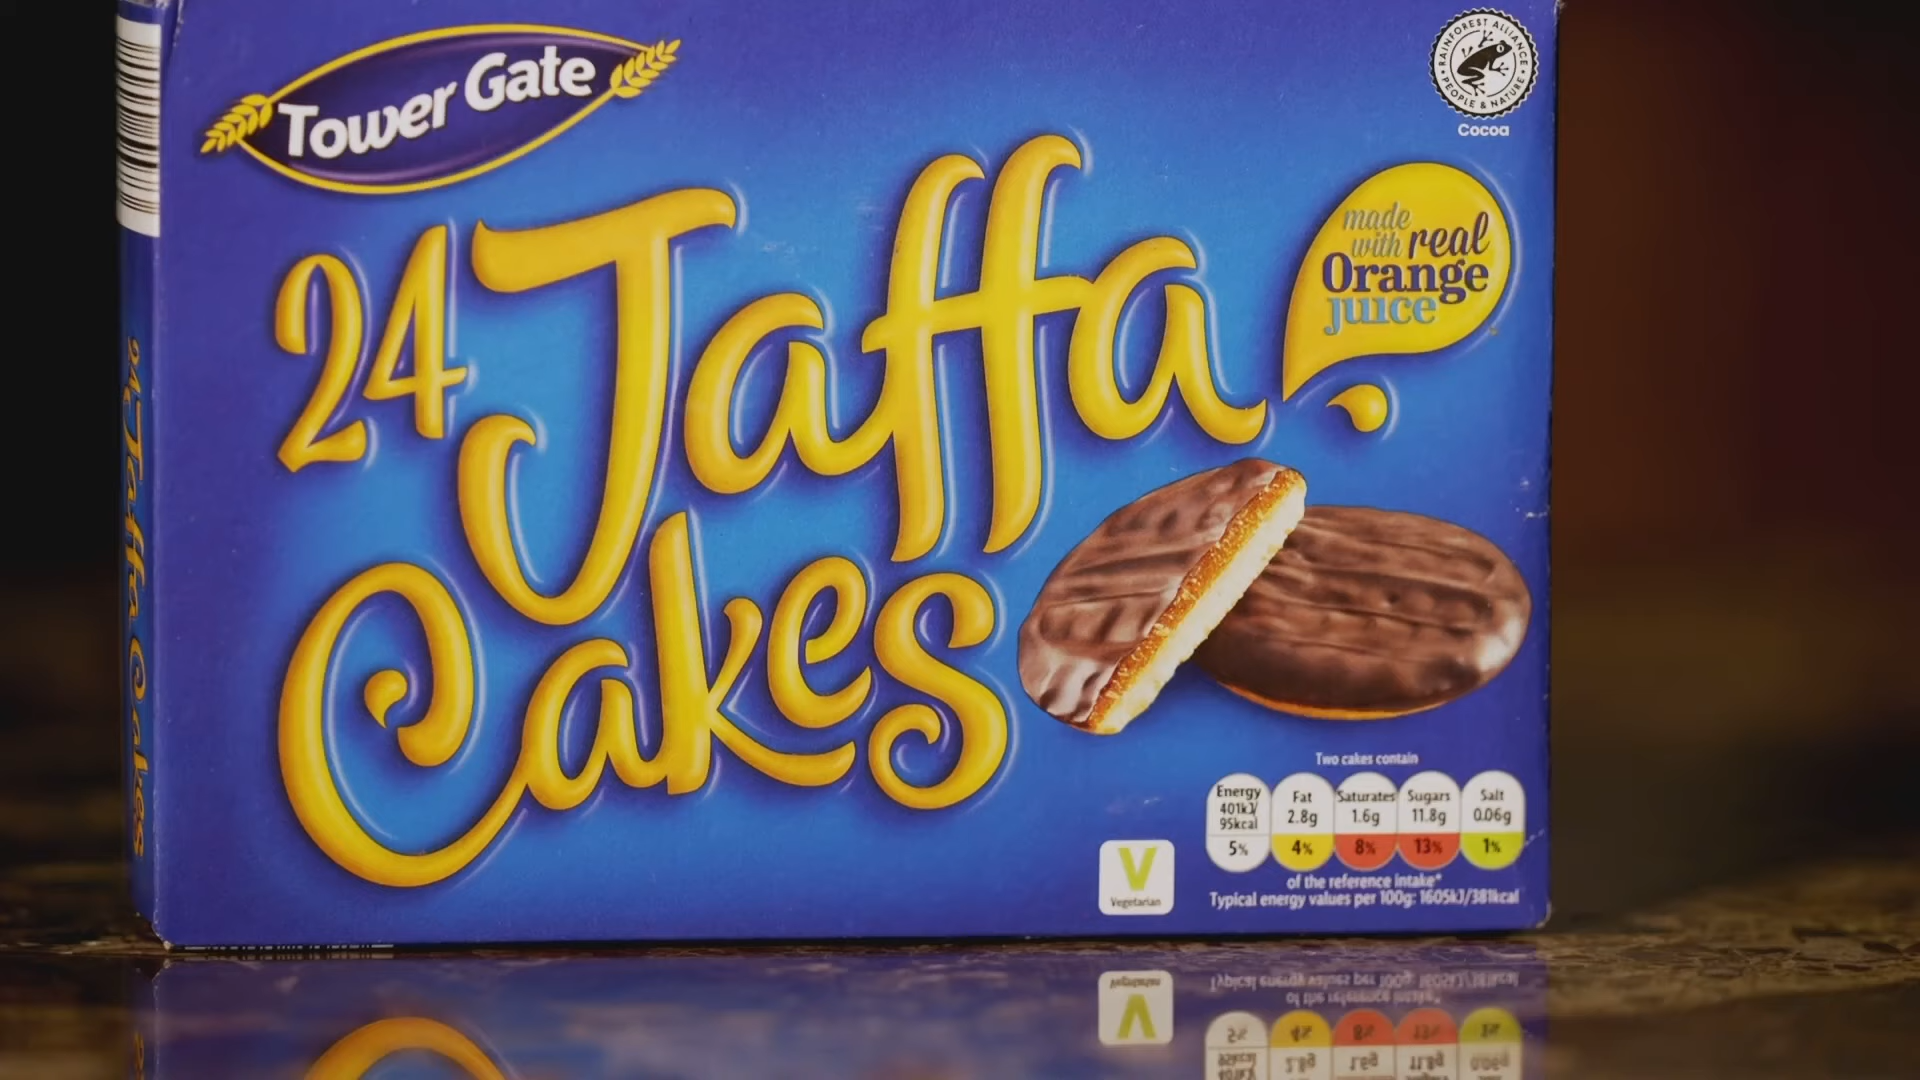 Tower Gate
RAINFOREST ALLIANCE
PEOPLE & NATURE
Cocoa
24 Jaffa
Cakes
made
with real
Orange
juice
Two cakes contain
Energy
401kJ/
95kcal
5%
Fat
2.8g
4%
Saturates
1.6g
8%
Sugars
11.8g
13%
Salt
0.06g
1%
of the reference intake*
Typical energy values per 100g: 1605kJ/381kcal
V
Vegetarian
24 Jaffa Cakes